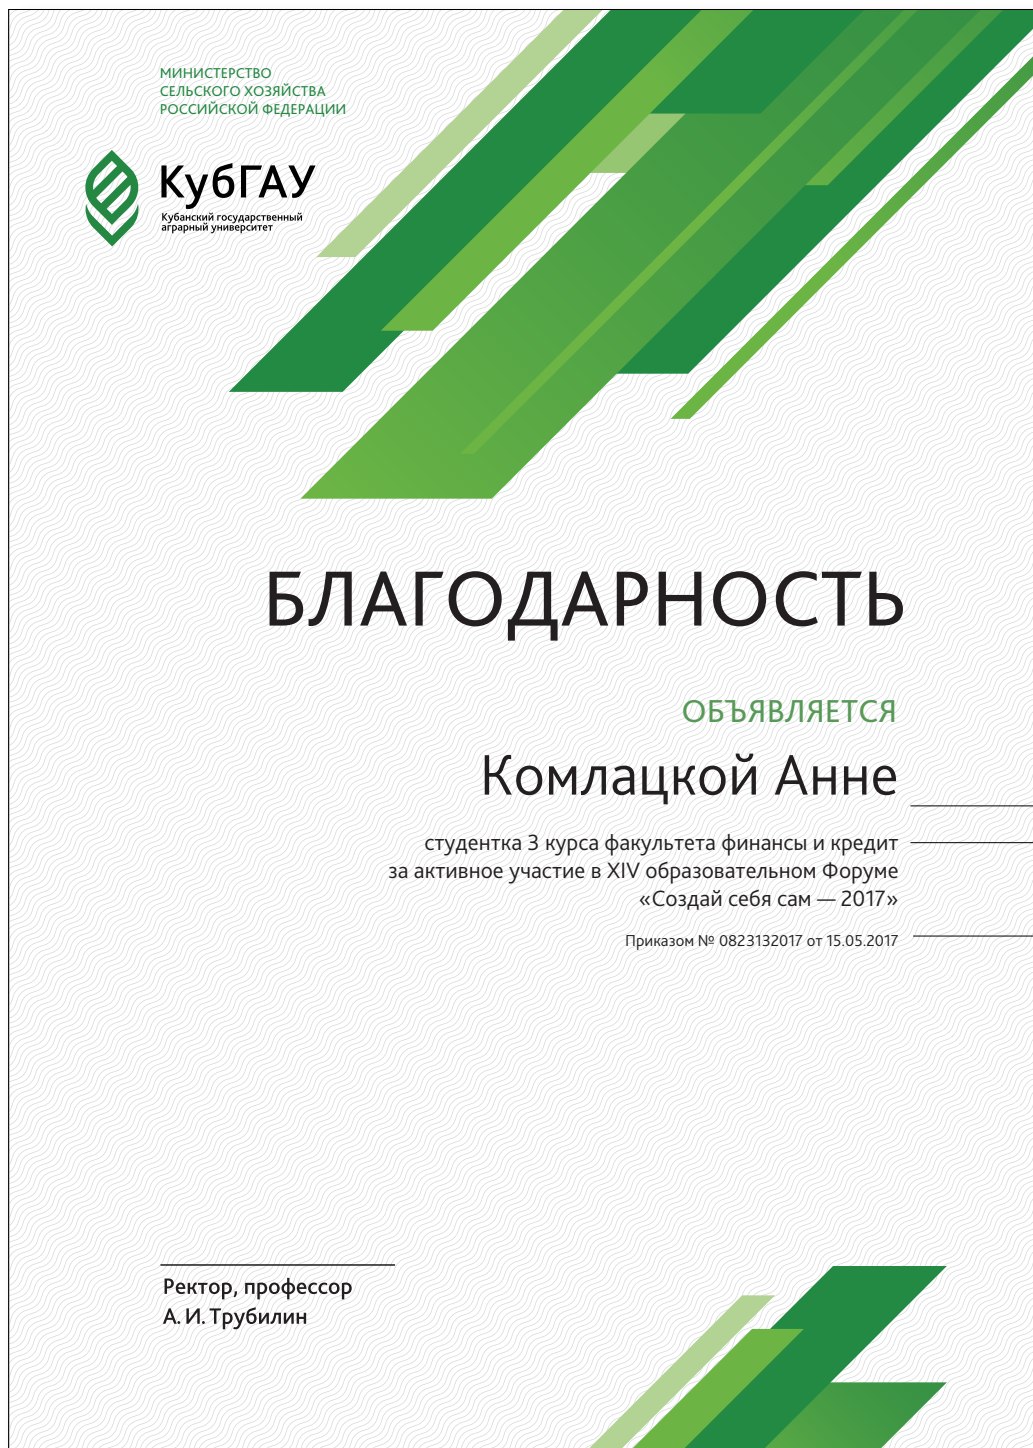 МИНИСТЕРСТВО
СЕЛЬСКОГО ХОЗЯЙСТВА
РОССИЙСКОЙ ФЕДЕРАЦИИ
КубГАУ
Кубанский государственный
аграрный университет
БЛАГОДАРНОСТЬ
ОБЪЯВЛЯЕТСЯ
Комлацкой Анне
студентка 3 курса факультета финансы и кредит
за активное участие в XIV образовательном Форуме
«Создай себя сам — 2017»
Приказом № 0823132017 от 15.05.2017
Ректор, профессор
А. И. Трубилин